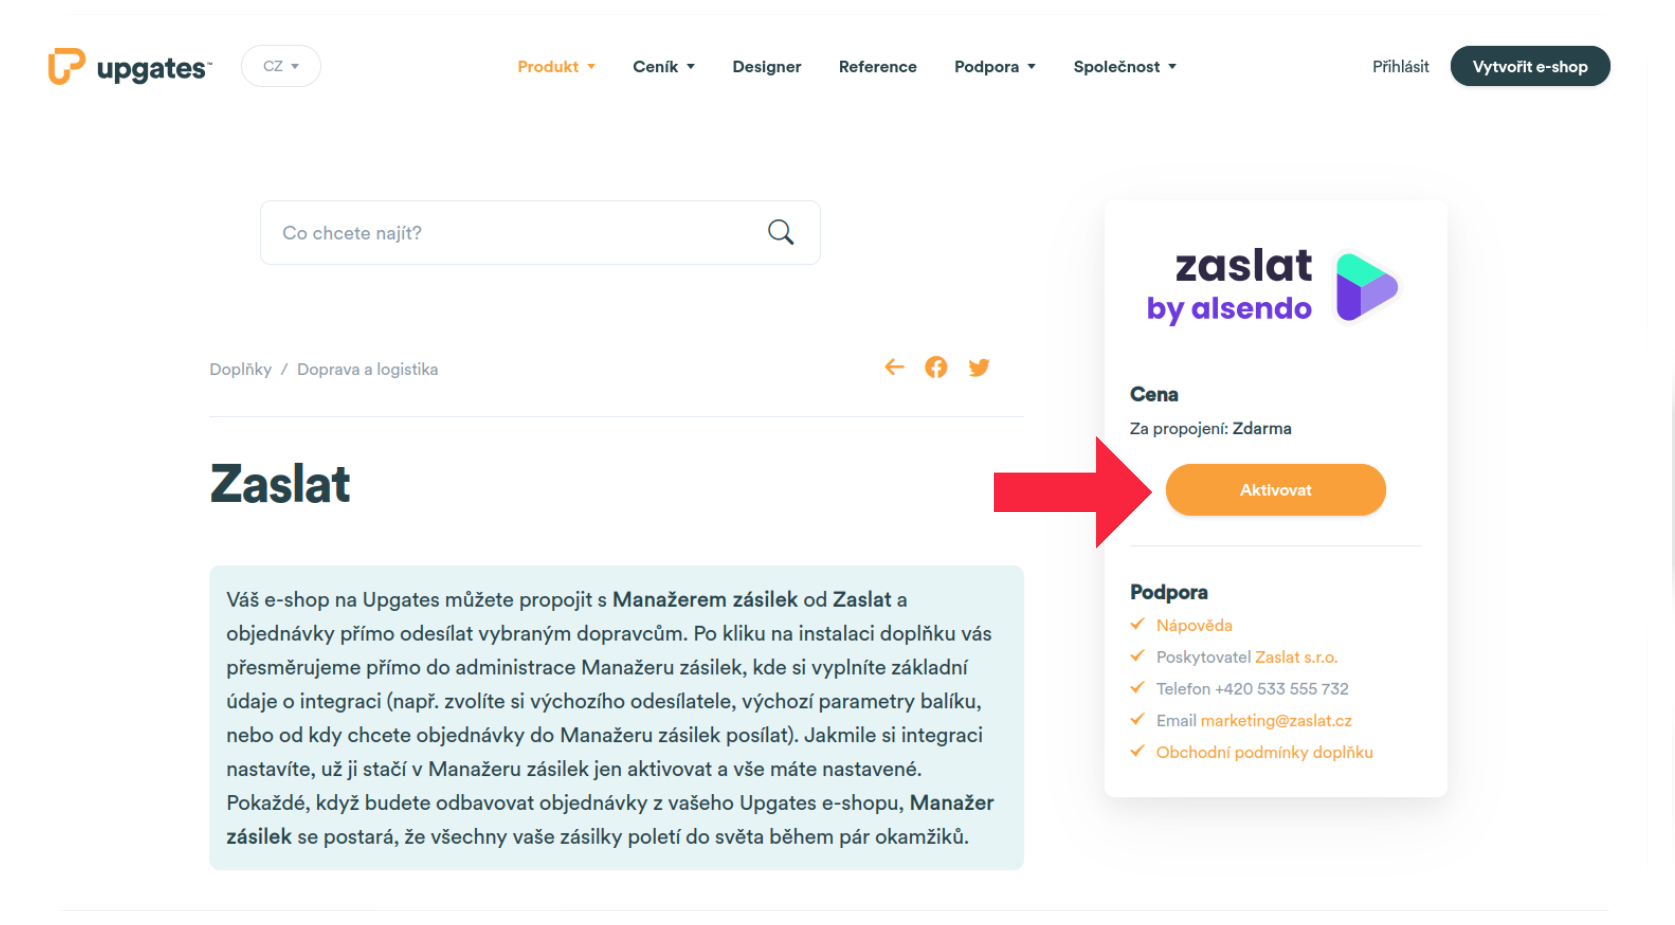 upgates™
CZ
Produkt
Ceník
Designer
Reference
Podpora
Společnost
Přihlásit
Vytvořit e-shop
Co chcete najít?
Doplňky / Doprava a logistika
Zaslat
Váš e-shop na Upgates můžete propojit s Manažerem zásilek od Zaslat a
objednávky přímo odesílat vybraným dopravcům. Po kliku na instalaci doplňku vás
přesměrujeme přímo do administrace Manažeru zásilek, kde si vyplníte základní
údaje o integraci (např. zvolíte si výchozího odesílatele, výchozí parametry balíku,
nebo od kdy chcete objednávky do Manažeru zásilek posílat). Jakmile si integraci
nastavíte, už ji stačí v Manažeru zásilek jen aktivovat a vše máte nastavené.
Pokaždé, když budete odbavovat objednávky z vašeho Upgates e-shopu, Manažer
zásilek se postará, že všechny vaše zásilky poletí do světa během pár okamžiků.
zaslat
by alsendo
Cena
Za propojení: Zdarma
Aktivovat
Podpora
Nápověda
Poskytovatel Zaslat s.r.o.
Telefon +420 533 555 732
Email marketing@zaslat.cz
Obchodní podmínky doplňku